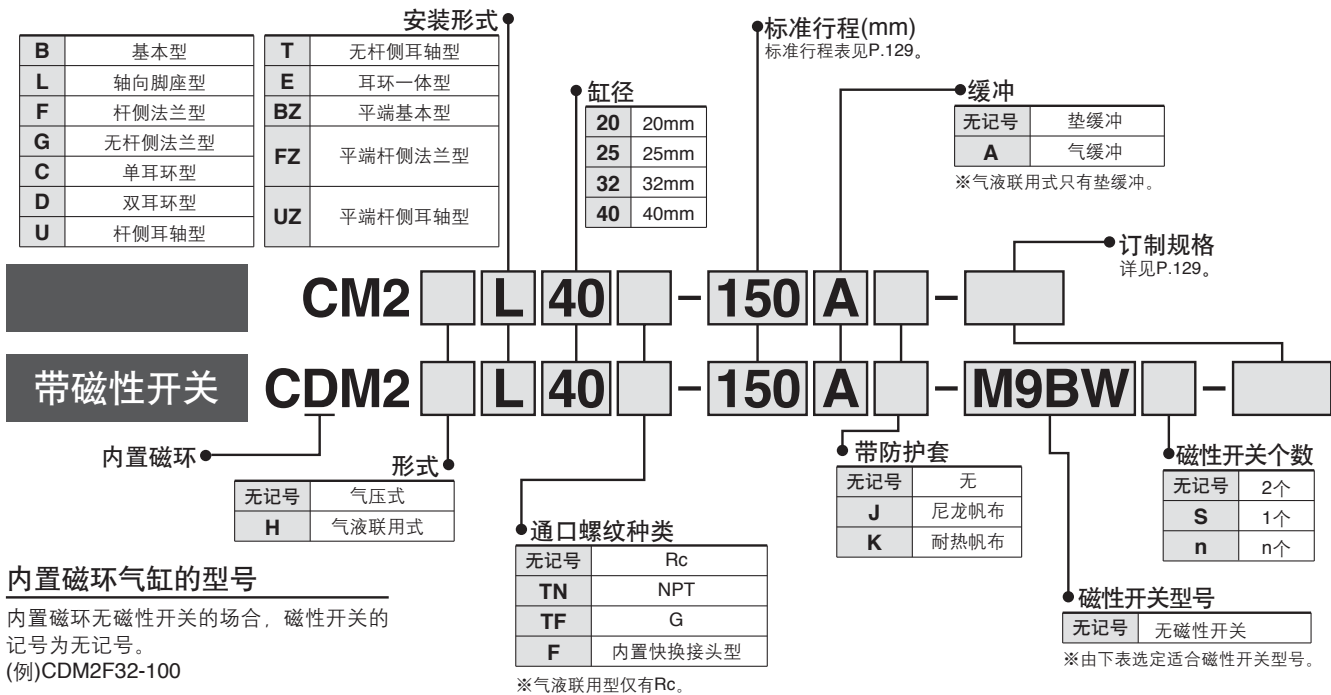 安装形式
B 基本型
L 轴向脚座型
F 杆侧法兰型
G 无杆侧法兰型
C 单耳环型
D 双耳环型
U 杆侧耳轴型
T 无杆侧耳轴型
E 耳环一体型
BZ 平端基本型
FZ 平端杆侧法兰型
UZ 平端杆侧耳轴型
缸径
20 20mm
25 25mm
32 32mm
40 40mm
标准行程(mm)
标准行程表见P.129。
缓冲
无记号 垫缓冲
A 气缓冲
※气液联用式只有垫缓冲。
订制规格
详见P.129。
CM2 L 40 - 150 A -
带磁性开关 CDM2 L 40 - 150 A - M9BW -
内置磁环
形式
无记号 气压式
H 气液联用式
通口螺纹种类
无记号 Rc
TN NPT
TF G
F 内置快换接头型
※气液联用型仅有Rc。
带防护套
无记号 无
J 尼龙帆布
K 耐热帆布
磁性开关个数
无记号 2个
S 1个
n n个
磁性开关型号
无记号 无磁性开关
※由下表选定适合磁性开关型号。
内置磁环气缸的型号
内置磁环无磁性开关的场合，磁性开关的
记号为无记号。
(例)CDM2F32-100